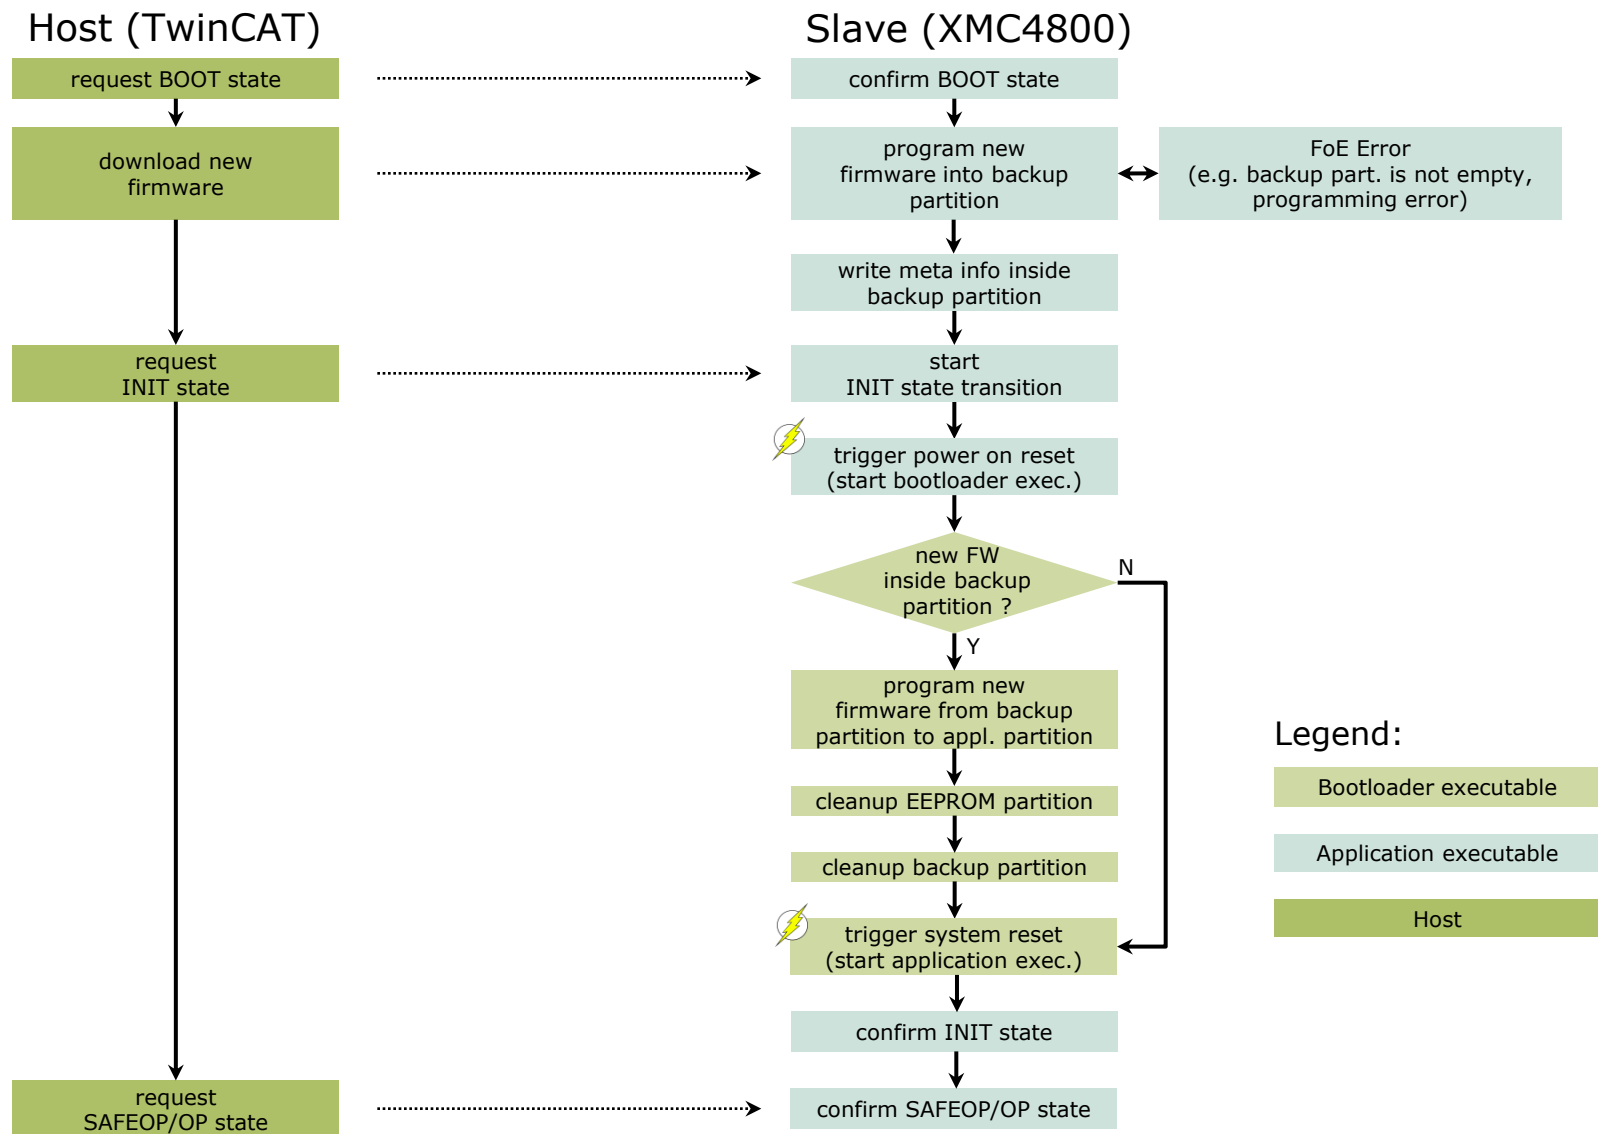 Host (TwinCAT)
Slave (XMC4800)
request BOOT state
confirm BOOT state
download new
firmware
program new
firmware into backup
partition
FoE Error
(e.g. backup part. is not empty,
programming error)
write meta info inside
backup partition
request
INIT state
start
INIT state transition
trigger power on reset
(start bootloader exec.)
new FW
inside backup
partition ?
N
Y
program new
firmware from backup
partition to appl. partition
cleanup EEPROM partition
cleanup backup partition
trigger system reset
(start application exec.)
confirm INIT state
request
SAFEOP/OP state
confirm SAFEOP/OP state
Legend:
Bootloader executable
Application executable
Host